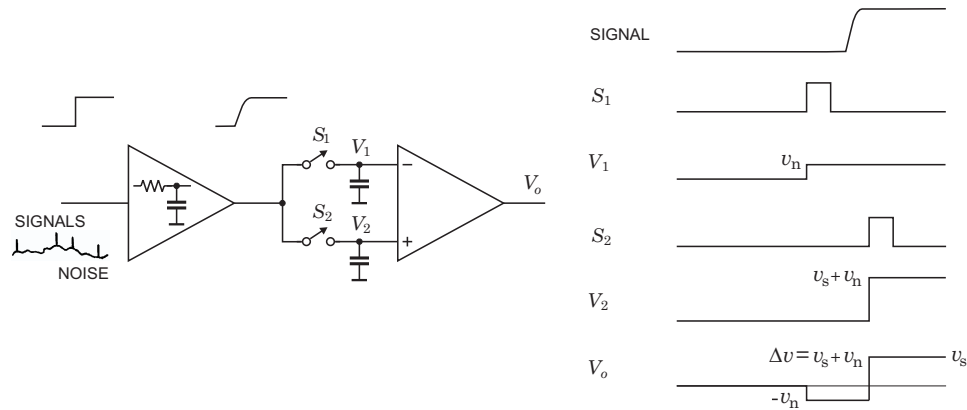 SIGNALS
NOISE
S₁
V₁
S₂
V₂
−
+
Vₒ
SIGNAL
S₁
V₁
vₙ
S₂
V₂
vₛ+ vₙ
Vₒ
Δv = vₛ+ vₙ
vₛ
-vₙ